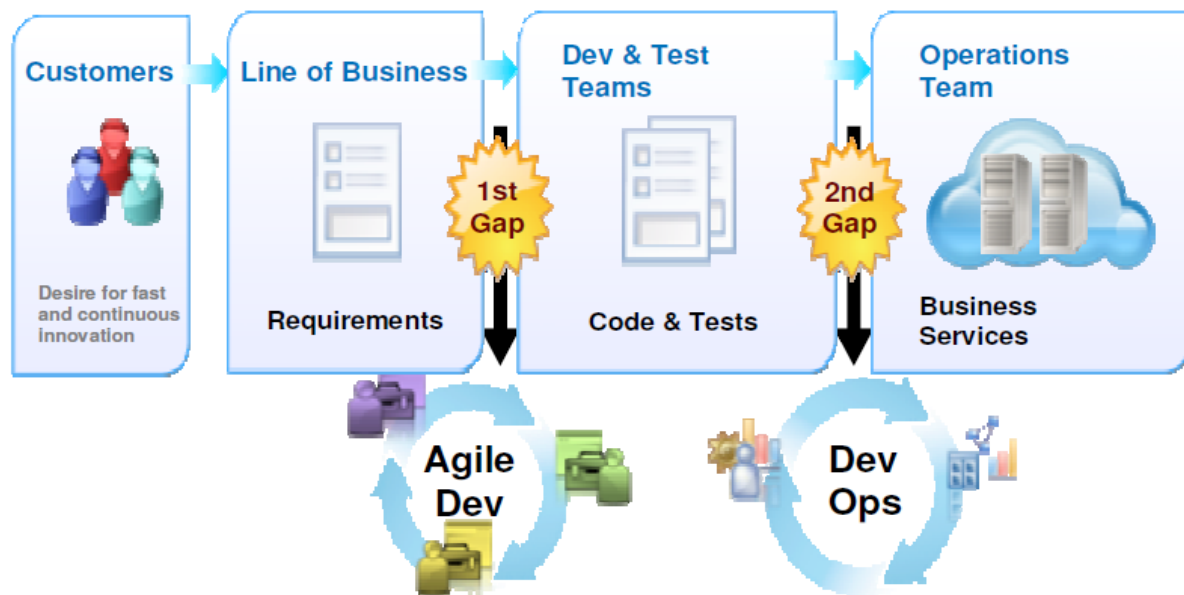 Customers
Desire for fast
and continuous
innovation
Line of Business
Requirements
1st
Gap
Dev & Test
Teams
Code & Tests
2nd
Gap
Operations
Team
Business
Services
Agile
Dev
Dev
Ops